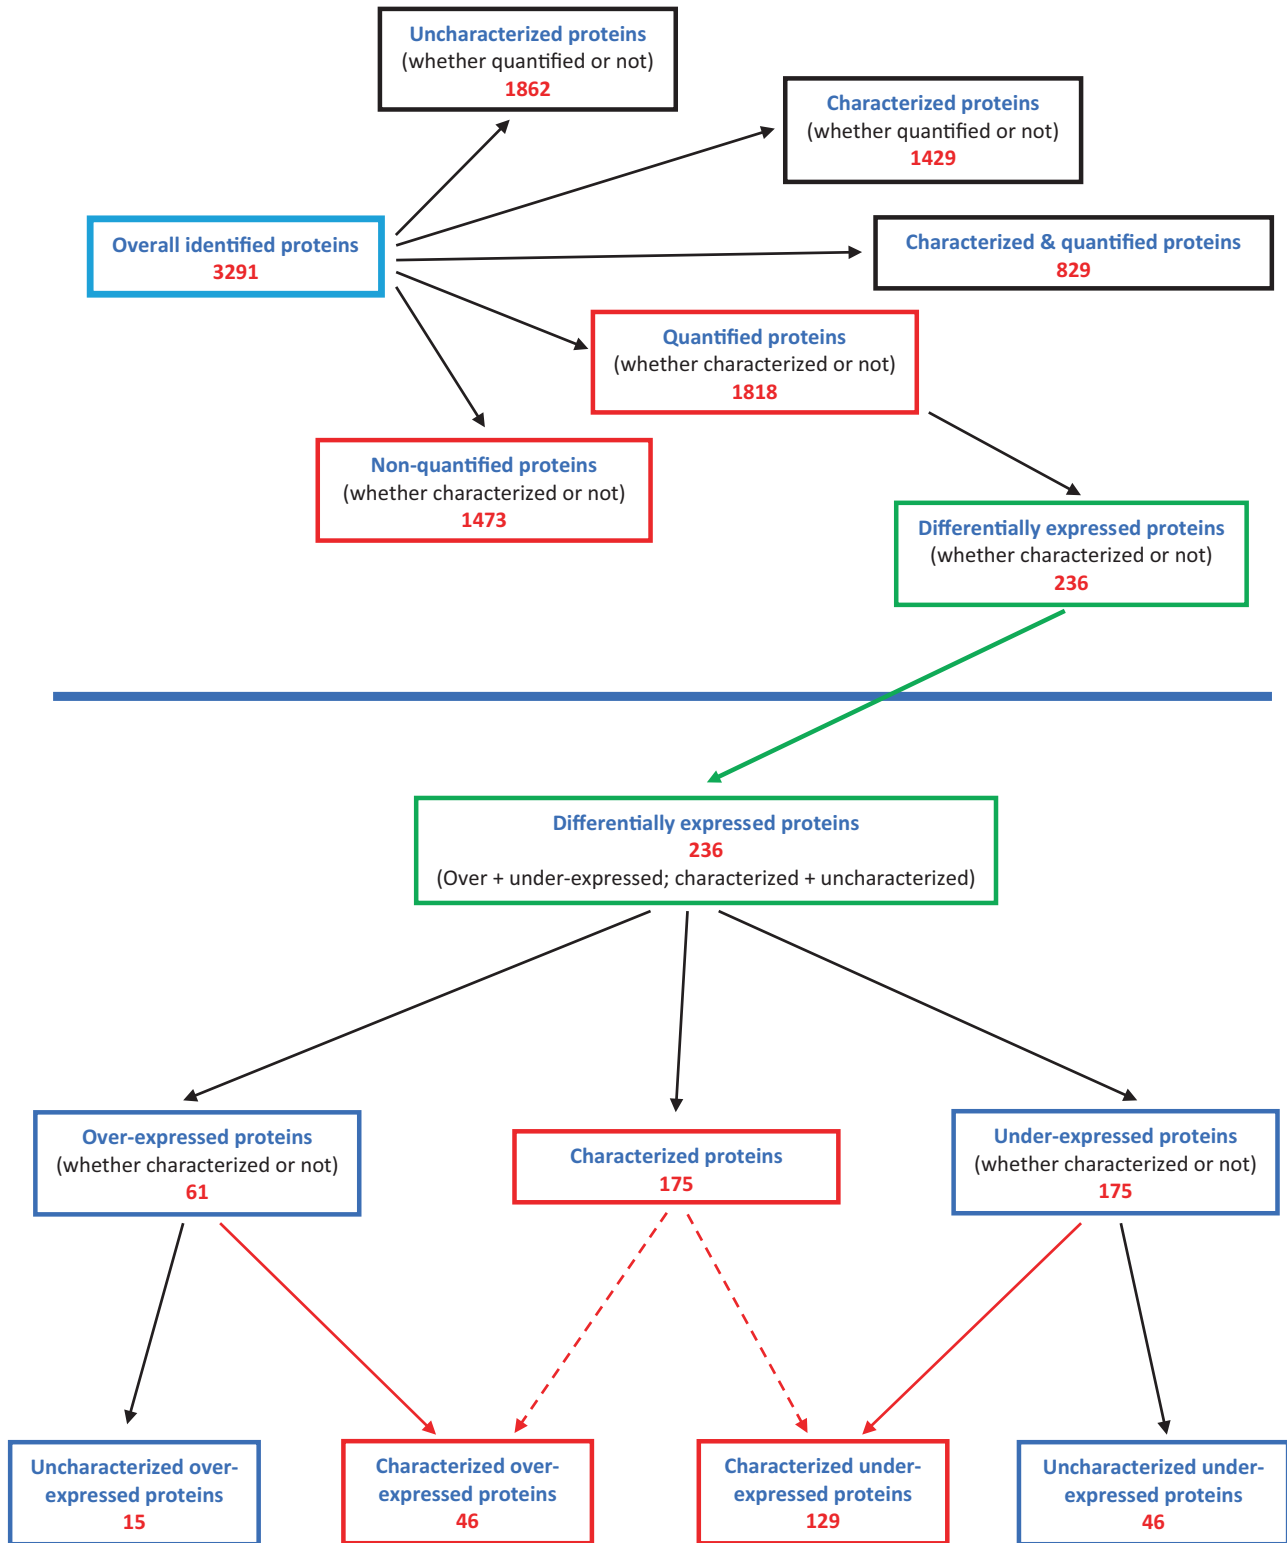 Uncharacterized proteins
(whether quantified or not)
1862
Characterized proteins
(whether quantified or not)
1429
Overall identified proteins
3291
Characterized & quantified proteins
829
Quantified proteins
(whether characterized or not)
1818
Non-quantified proteins
(whether characterized or not)
1473
Differentially expressed proteins
(whether characterized or not)
236
Differentially expressed proteins
236
(Over + under-expressed; characterized + uncharacterized)
Over-expressed proteins
(whether characterized or not)
61
Characterized proteins
175
Under-expressed proteins
(whether characterized or not)
175
Uncharacterized over-
expressed proteins
15
Characterized over-
expressed proteins
46
Characterized under-
expressed proteins
129
Uncharacterized under-
expressed proteins
46